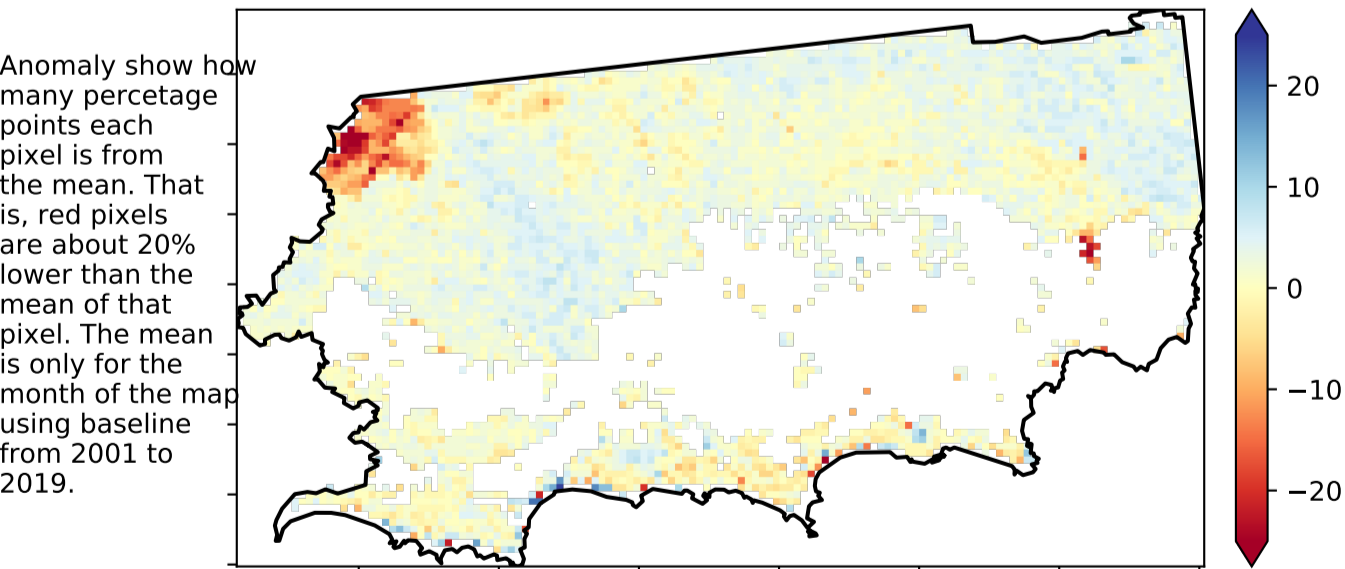 Anomaly show how
many percetage
points each
pixel is from
the mean. That
is, red pixels
are about 20%
lower than the
mean of that
pixel. The mean
is only for the
month of the map
using baseline
from 2001 to
2019.
20
10
0
−10
−20